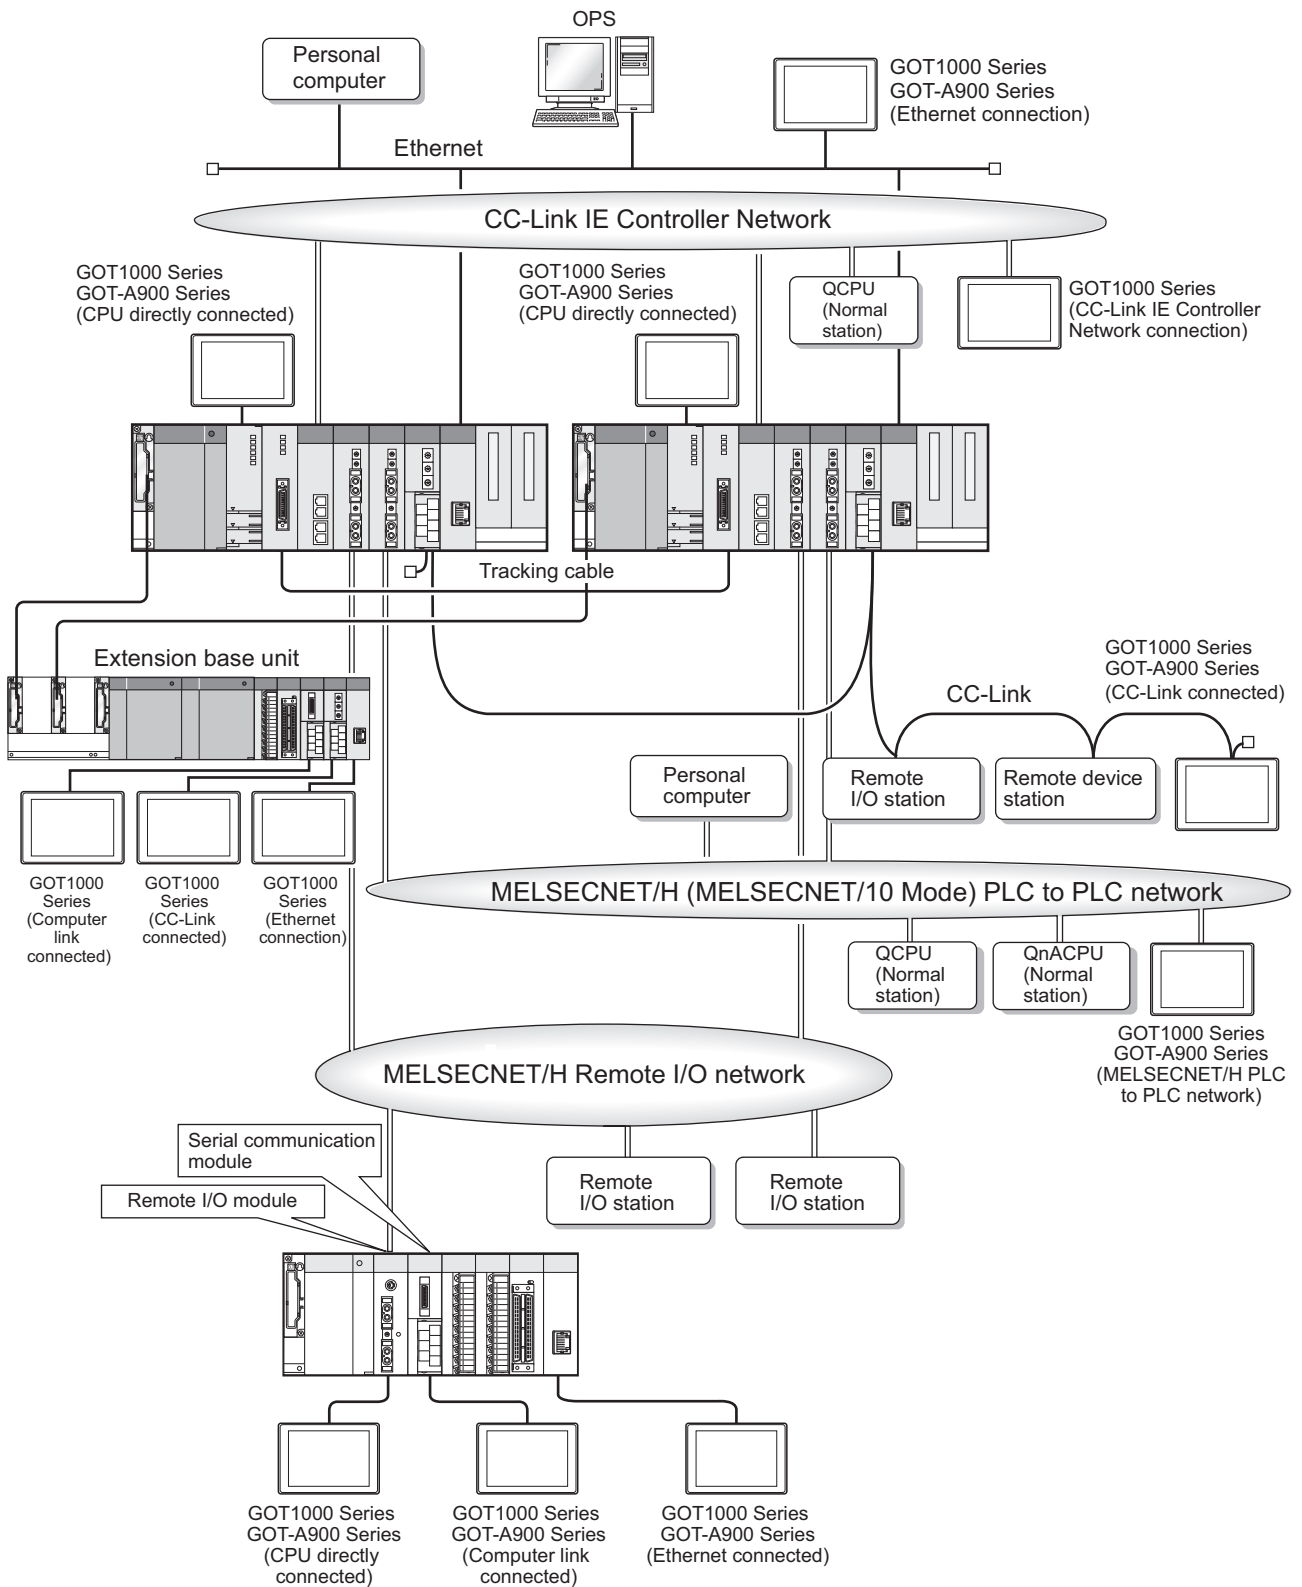 OPS
Personal
computer
GOT1000 Series
GOT-A900 Series
(Ethernet connection)
Ethernet
CC-Link IE Controller Network
GOT1000 Series
GOT-A900 Series
(CPU directly connected)
GOT1000 Series
GOT-A900 Series
(CPU directly connected)
QCPU
(Normal
station)
GOT1000 Series
(CC-Link IE Controller
Network connection)
Tracking cable
Extension base unit
GOT1000 Series
GOT-A900 Series
(CC-Link connected)
CC-Link
Personal
computer
Remote
I/O station
Remote device
station
GOT1000
Series
(Computer
link
connected)
GOT1000
Series
(CC-Link
connected)
GOT1000
Series
(Ethernet
connection)
MELSECNET/H (MELSECNET/10 Mode) PLC to PLC network
QCPU
(Normal
station)
QnACPU
(Normal
station)
GOT1000 Series
GOT-A900 Series
(MELSECNET/H PLC
to PLC network)
MELSECNET/H Remote I/O network
Serial communication
module
Remote I/O module
Remote
I/O station
Remote
I/O station
GOT1000 Series
GOT-A900 Series
(CPU directly
connected)
GOT1000 Series
GOT-A900 Series
(Computer link
connected)
GOT1000 Series
GOT-A900 Series
(Ethernet connected)